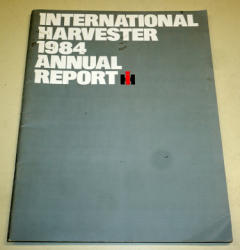 INTERNATIONAL
HARVESTER
1984
ANNUAL
REPORT